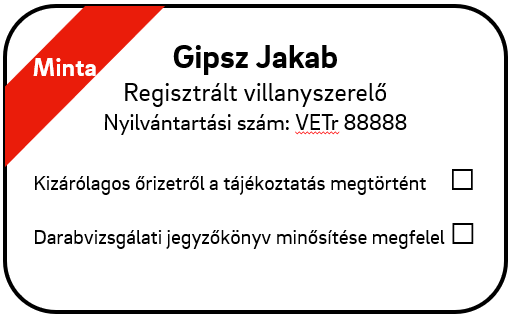 Minta
Gipsz Jakab
Regisztrált villanyszerelő
Nyilvántartási szám: VETr 88888
Kizárólagos őrizetről a tájékoztatás megtörtént
Darabvizsgálati jegyzőkönyv minősítése megfelel